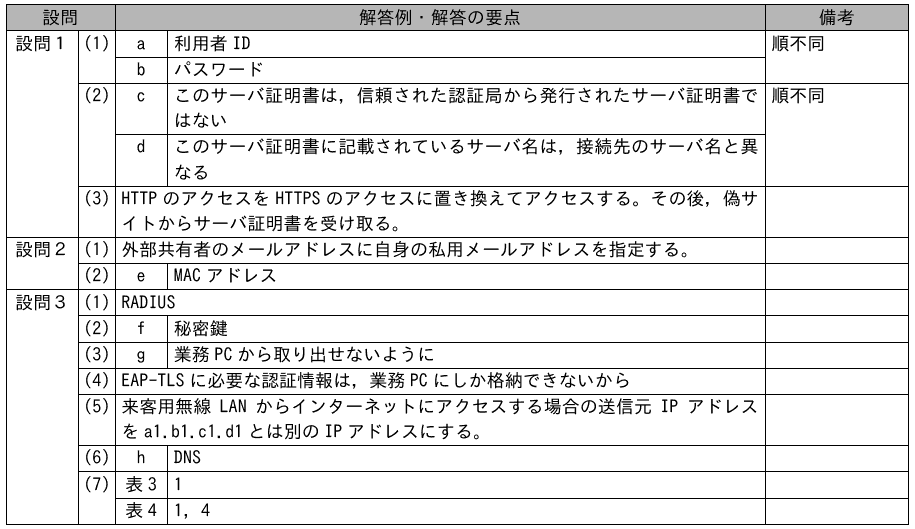 設問 解答例・解答の要点 備考
設問1 (1) a 利用者 ID 順不同
b パスワード
(2) c このサーバ証明書は，信頼された認証局から発行されたサーバ証明書で 順不同
はない
d このサーバ証明書に記載されているサーバ名は，接続先のサーバ名と異
なる
(3) HTTP のアクセスを HTTPS のアクセスに置き換えてアクセスする。その後，偽サ
イトからサーバ証明書を受け取る。
設問2 (1) 外部共有者のメールアドレスに自身の私用メールアドレスを指定する。
(2) e MAC アドレス
設問3 (1) RADIUS
(2) f 秘密鍵
(3) g 業務 PC から取り出せないように
(4) EAP-TLS に必要な認証情報は，業務 PC にしか格納できないから
(5) 来客用無線 LAN からインターネットにアクセスする場合の送信元 IP アドレス
を a1.b1.c1.d1 とは別の IP アドレスにする。
(6) h DNS
(7) 表3 1
表4 1，4